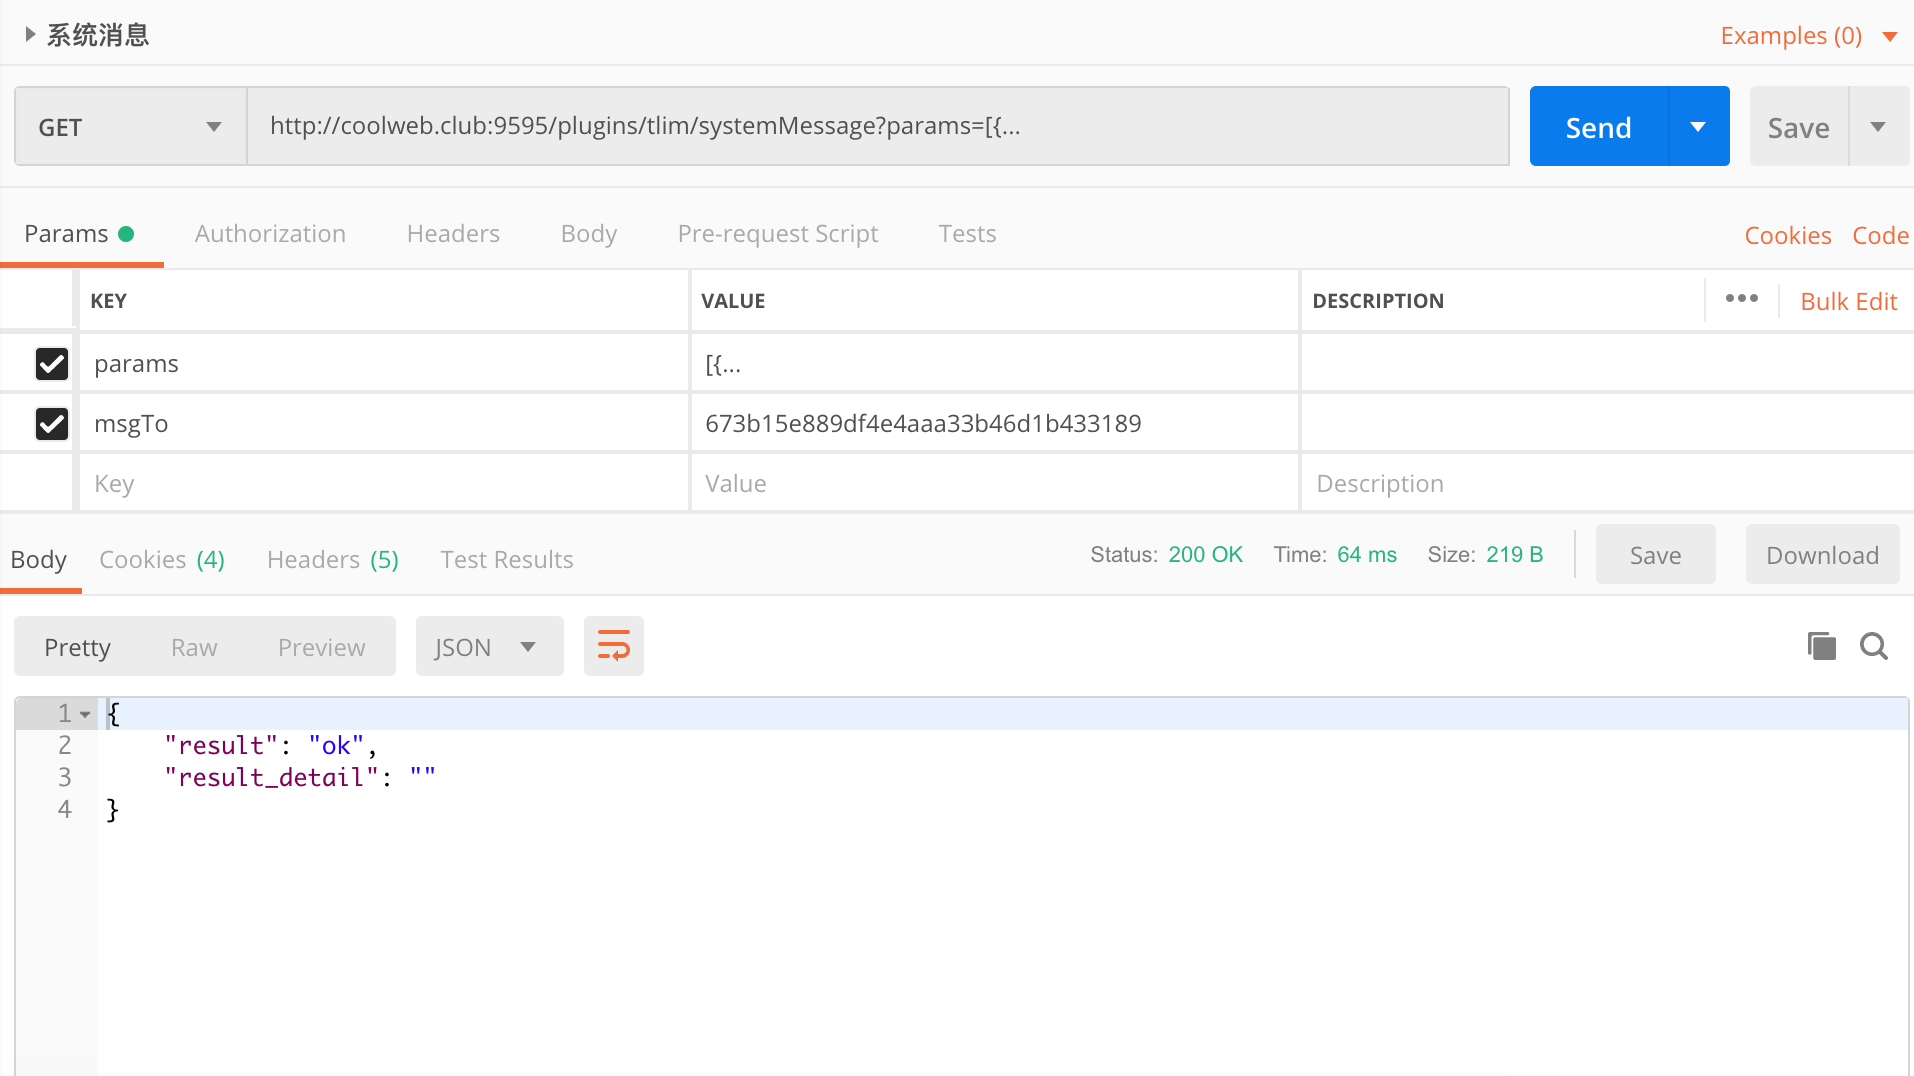 系统消息
Examples (0)
GET
http://coolweb.club:9595/plugins/tlim/systemMessage?params=[{...
Send
Save
Params
Authorization
Headers
Body
Pre-request Script
Tests
Cookies
Code
KEY
VALUE
DESCRIPTION
•••
Bulk Edit
params
[{...
msgTo
673b15e889df4e4aaa33b46d1b433189
Key
Value
Description
Body
Cookies (4)
Headers (5)
Test Results
Status: 200 OK
Time: 64 ms
Size: 219 B
Save
Download
Pretty
Raw
Preview
JSON
1 {
2 "result": "ok",
3 "result_detail": ""
4 }